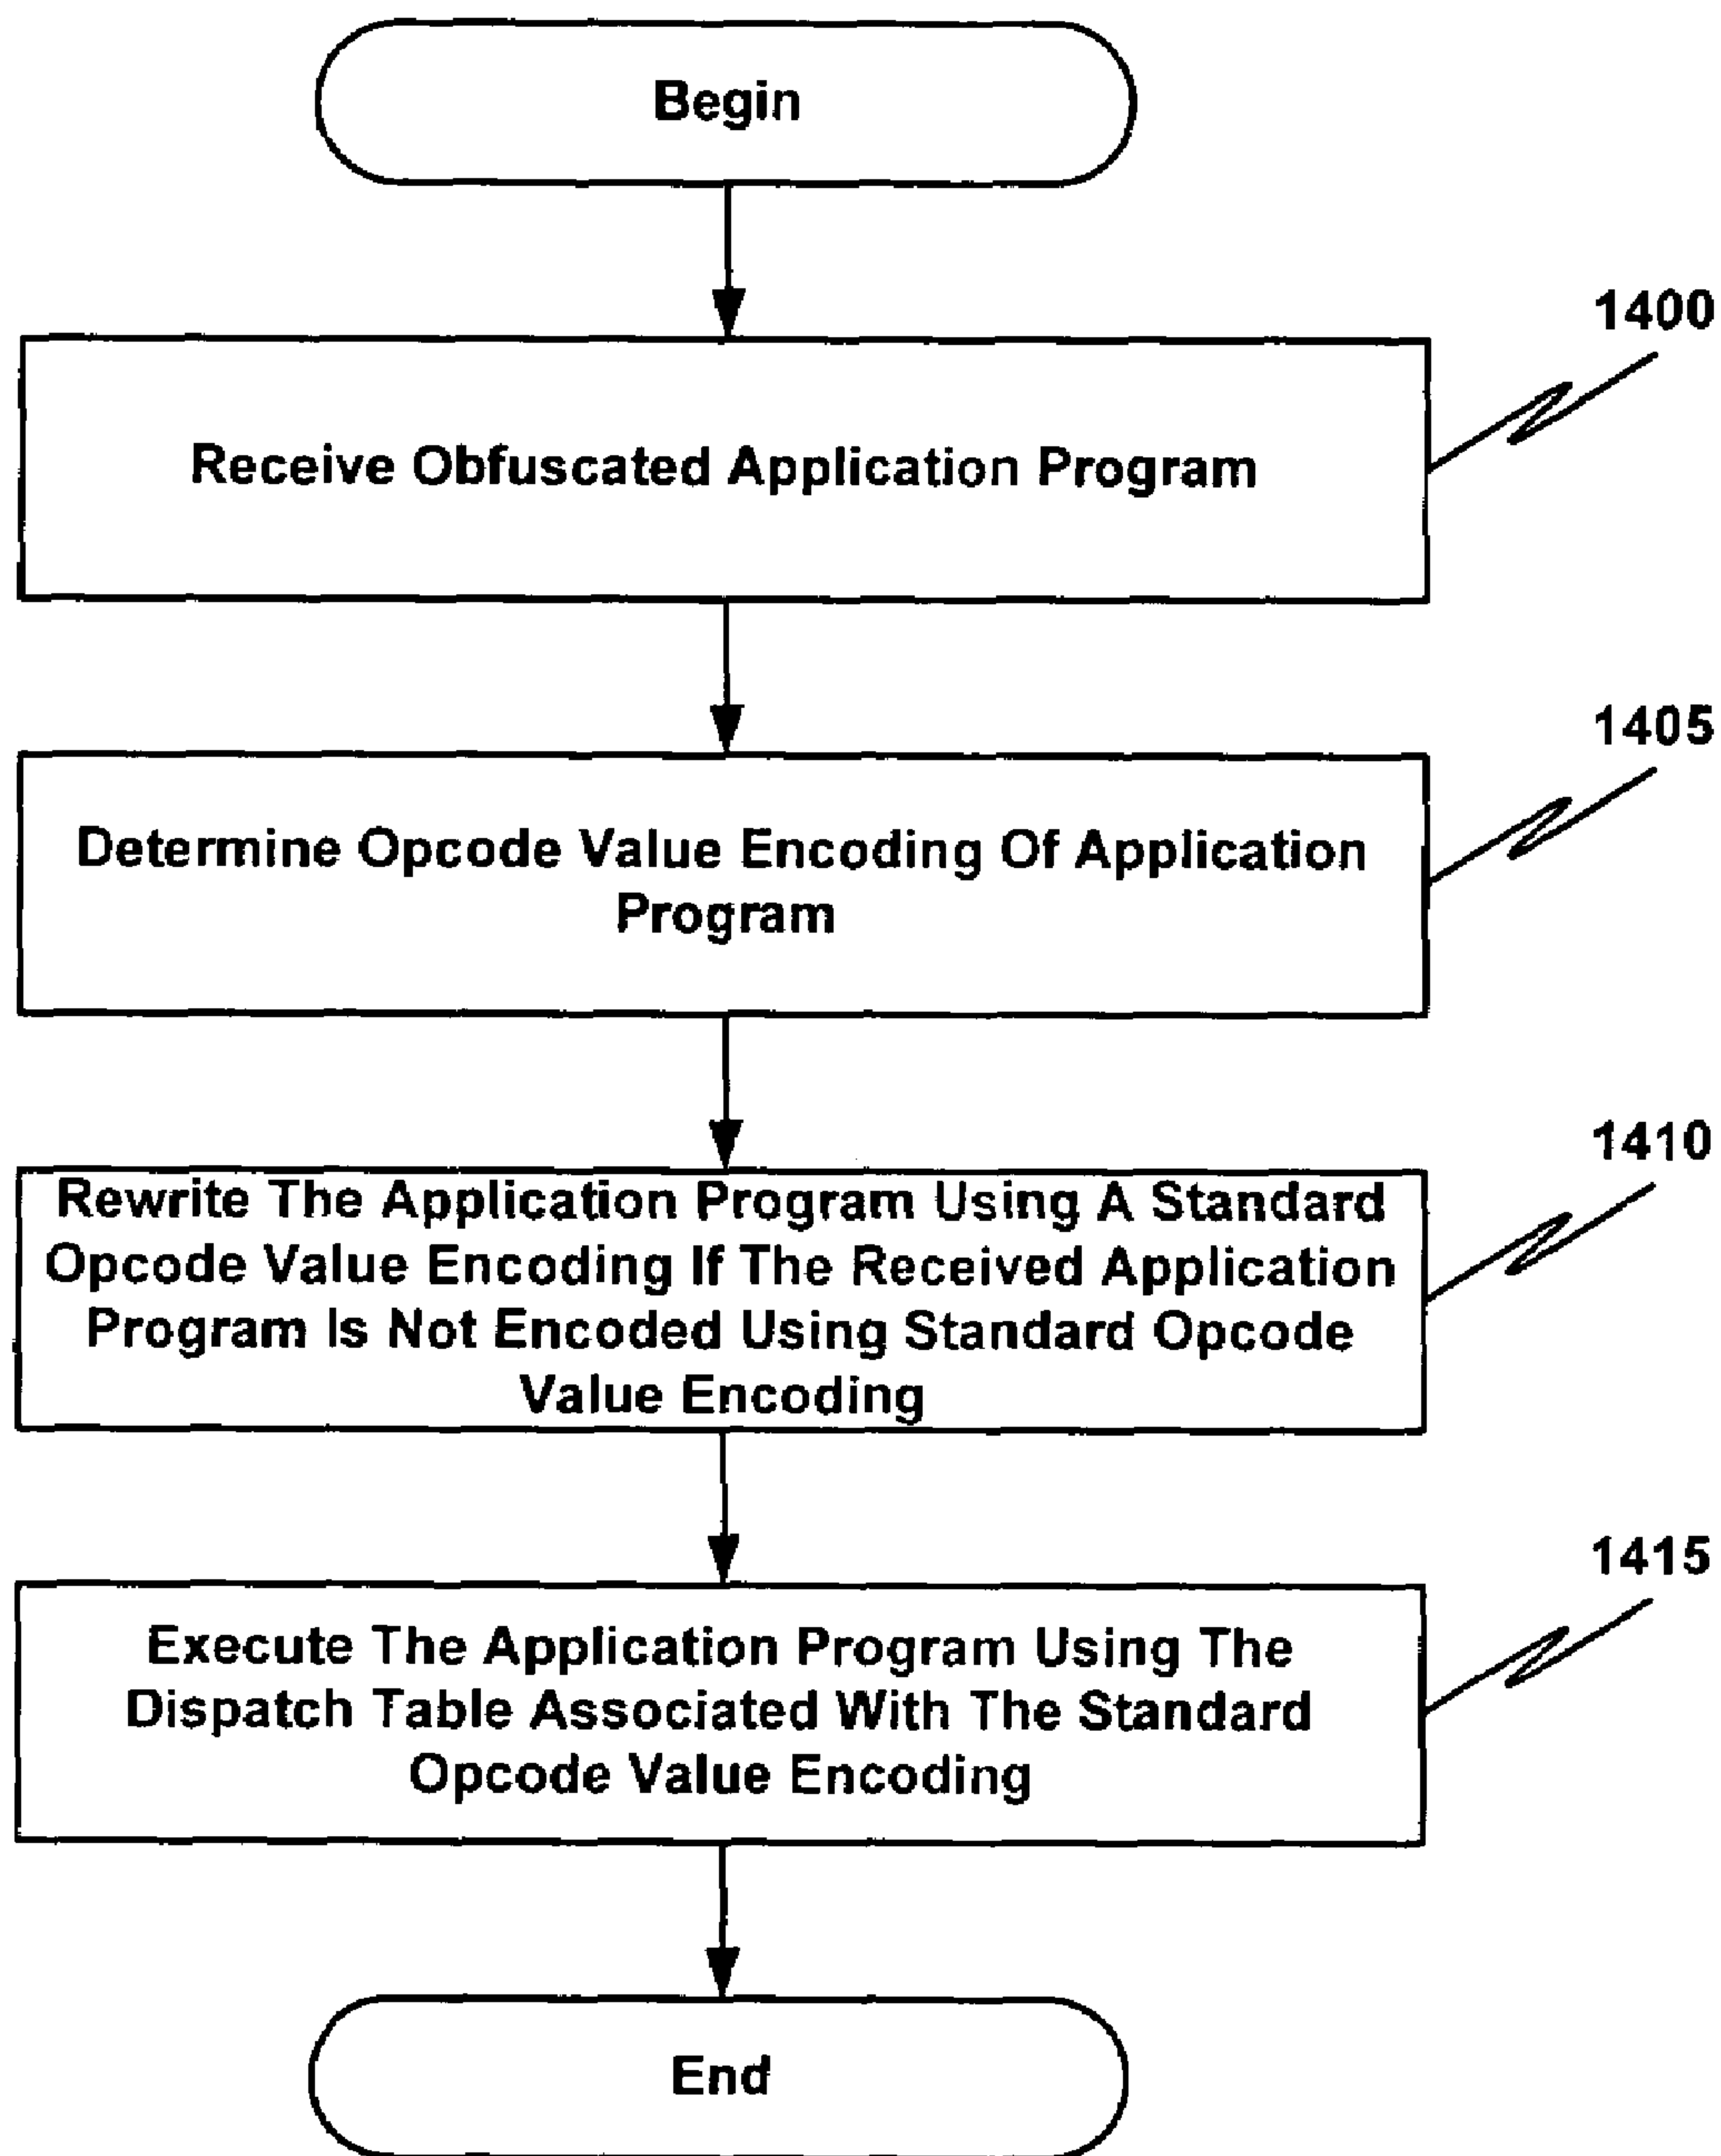 Begin
1400
Receive Obfuscated Application Program
1405
Determine Opcode Value Encoding Of Application
Program
1410
Rewrite The Application Program Using A Standard
Opcode Value Encoding If The Received Application
Program Is Not Encoded Using Standard Opcode
Value Encoding
1415
Execute The Application Program Using The
Dispatch Table Associated With The Standard
Opcode Value Encoding
End